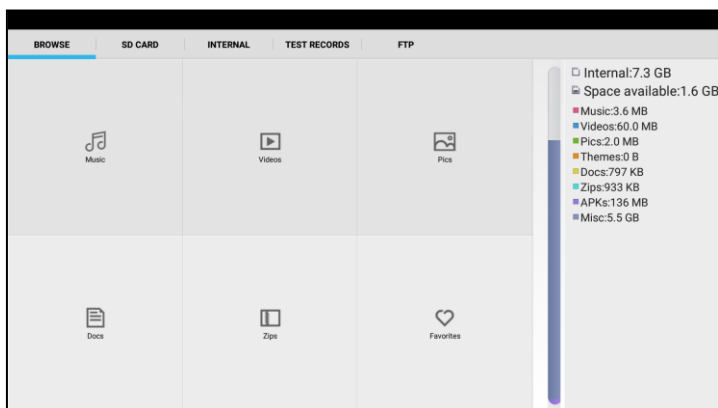 BROWSE SD CARD INTERNAL TEST RECORDS FTP
Music Videos Pics
Docs Zips Favorites
Internal:7.3 GB
Space available:1.6 GB
Music:3.6 MB
Videos:60.0 MB
Pics:2.0 MB
Themes:0 B
Docs:797 KB
Zips:933 KB
APKs:136 MB
Misc:5.5 GB